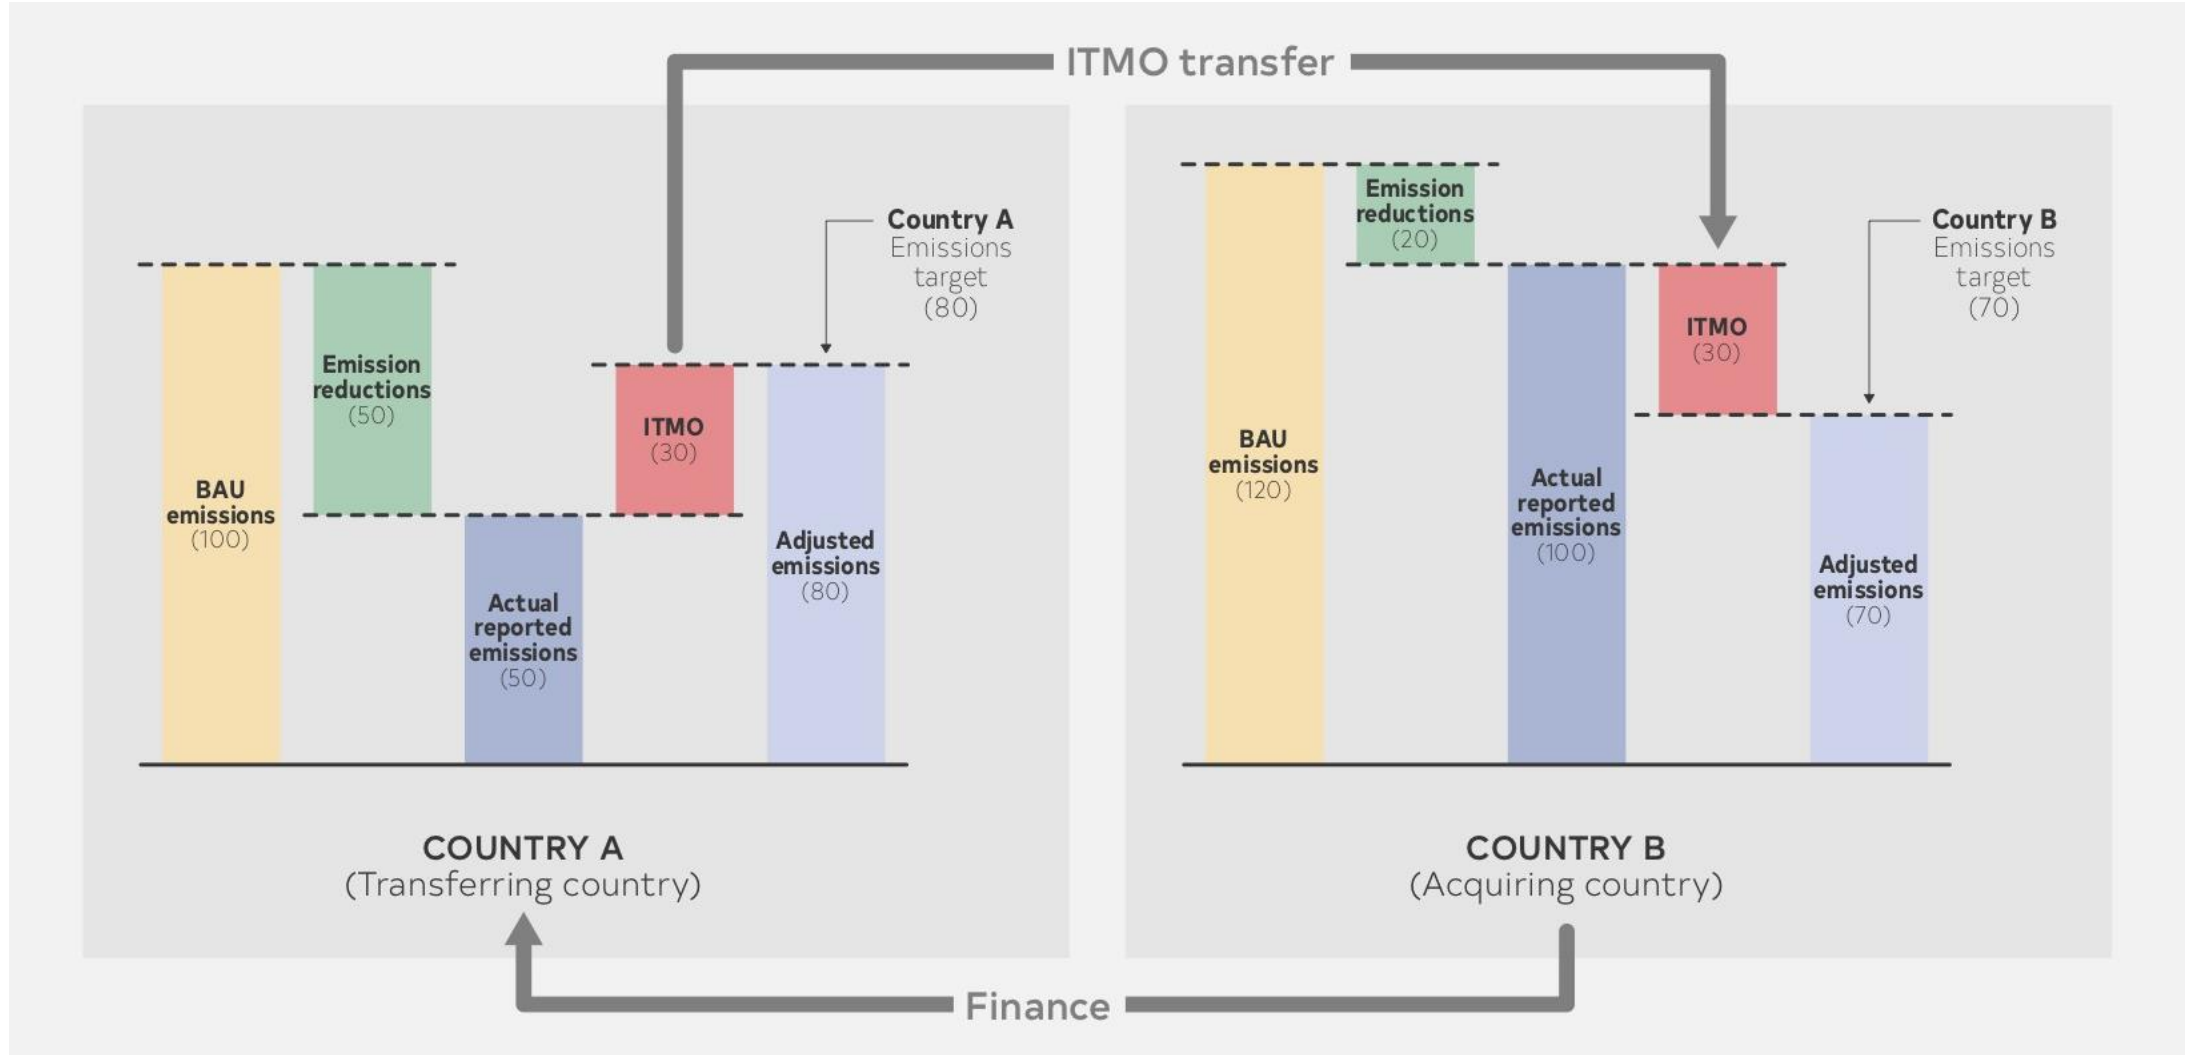 ITMO transfer
Country A
Emissions
target
(80)
Emission
reductions
(50)
ITMO
(30)
BAU
emissions
(100)
Adjusted
emissions
(80)
Actual
reported
emissions
(50)
COUNTRY A
(Transferring country)
Emission
reductions
(20)
Country B
Emissions
target
(70)
ITMO
(30)
BAU
emissions
(120)
Actual
reported
emissions
(100)
Adjusted
emissions
(70)
COUNTRY B
(Acquiring country)
Finance